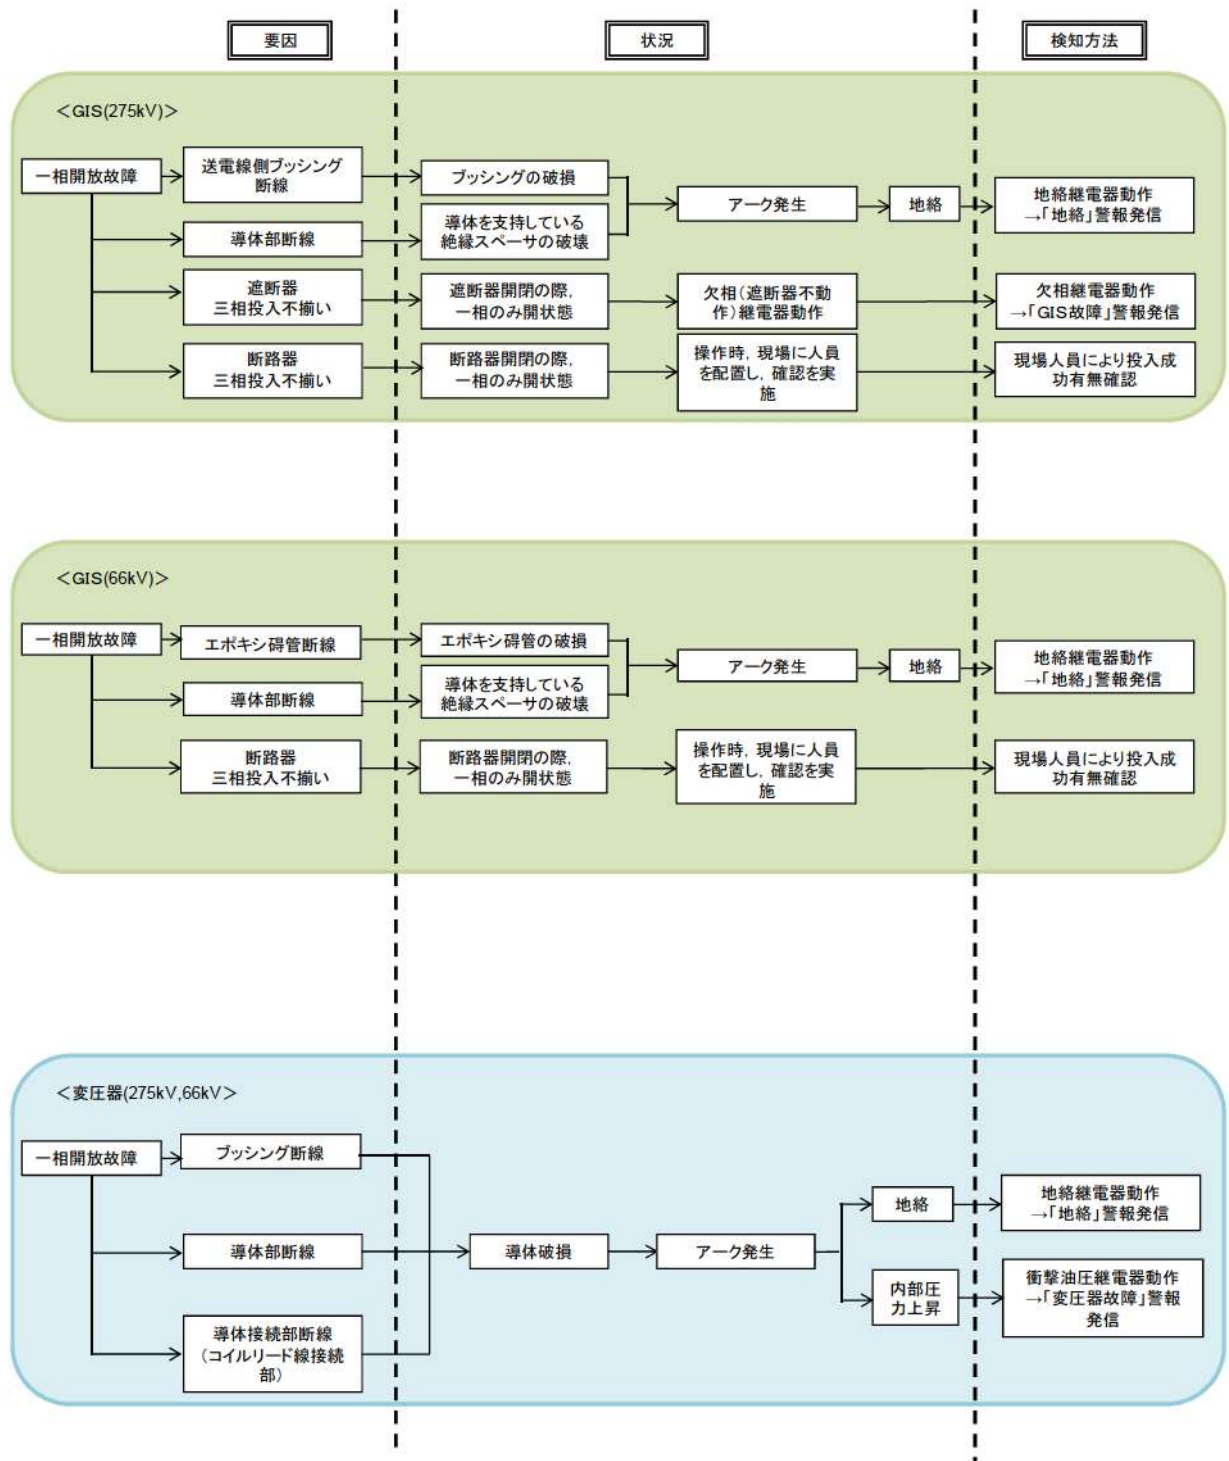 要因
状況
検知方法
＜GIS(275kV)＞
一相開放故障
送電線側ブッシング
断線
ブッシングの破損
アーク発生
地絡
地絡継電器動作
→「地絡」警報発信
導体部断線
導体を支持している
絶縁スペーサの破壊
遮断器
三相投入不揃い
遮断器開閉の際，
一相のみ開状態
欠相（遮断器不動
作）継電器動作
欠相継電器動作
→「GIS故障」警報発信
断路器
三相投入不揃い
断路器開閉の際，
一相のみ開状態
操作時，現場に人員
を配置し，確認を実
施
現場人員により投入成
功有無確認
＜GIS(66kV)＞
一相開放故障
エポキシ碍管断線
エポキシ碍管の破損
アーク発生
地絡
地絡継電器動作
→「地絡」警報発信
導体部断線
導体を支持している
絶縁スペーサの破壊
断路器
三相投入不揃い
断路器開閉の際，
一相のみ開状態
操作時，現場に人員
を配置し，確認を実
施
現場人員により投入成
功有無確認
＜変圧器(275kV,66kV＞
一相開放故障
ブッシング断線
導体部断線
導体接続部断線
（コイルリード線接続
部）
導体破損
アーク発生
地絡
地絡継電器動作
→「地絡」警報発信
内部圧
力上昇
衝撃油圧継電器動作
→「変圧器故障」警報
発信